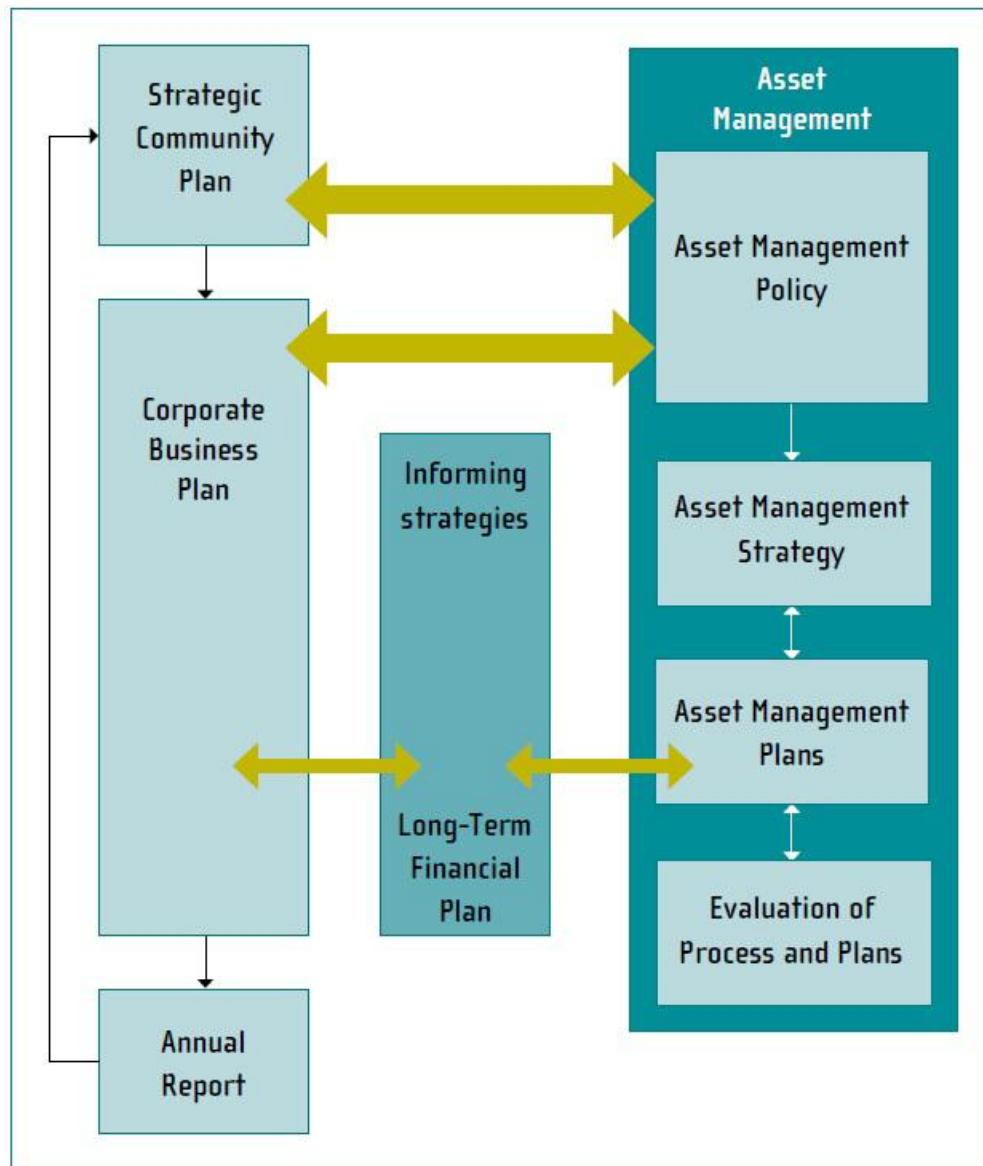 Strategic
Community
Plan
Corporate
Business
Plan
Annual
Report
Informing
strategies
Long-Term
Financial
Plan
Asset
Management
Asset Management
Policy
Asset Management
Strategy
Asset Management
Plans
Evaluation of
Process and Plans